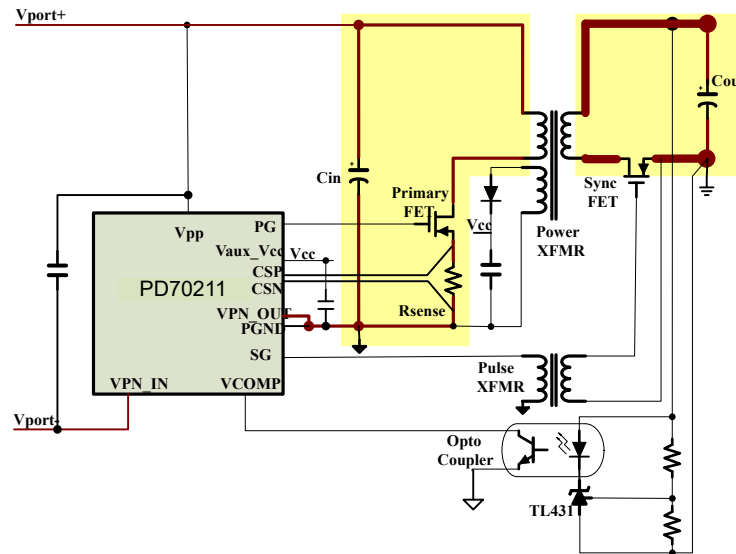 Vport+
Cou
Cin
Primary
FET
Sync
FET
PG
Vpp
Vcc
Power
XFMR
Vaux_Vcc
Vcc
CSP
CSN
PD70211
Rsense
VPN_OUT
PGND
SG
Pulse
XFMR
VPN_IN
VCOMP
Vport-
Opto
Coupler
TL431